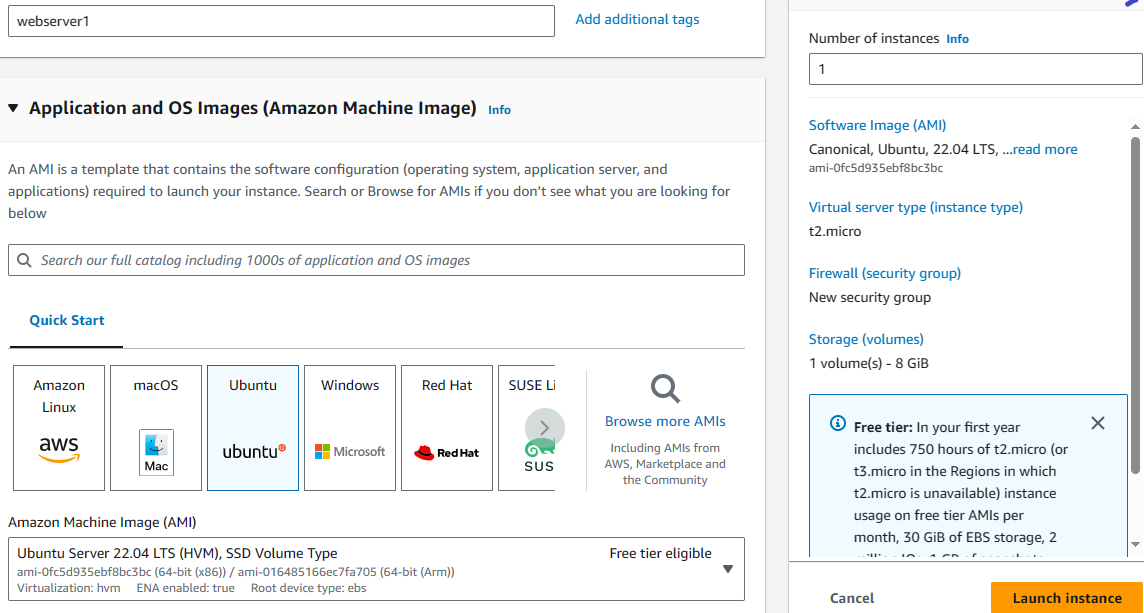 webserver1
Add additional tags
Application and OS Images (Amazon Machine Image) Info
An AMI is a template that contains the software configuration (operating system, application server, and
applications) required to launch your instance. Search or Browse for AMIs if you don't see what you are looking for
below
Search our full catalog including 1000s of application and OS images
Quick Start
Amazon
Linux
aws
macOS
Mac
Ubuntu
ubuntu
Windows
Microsoft
Red Hat
Red Hat
SUSE Li
SUS
Browse more AMIs
Including AMIs from
AWS, Marketplace and
the Community
Amazon Machine Image (AMI)
Ubuntu Server 22.04 LTS (HVM), SSD Volume Type
Free tier eligible
ami-0fc5d935ebf8bc3bc (64-bit (x86)) / ami-016485166ec7fa705 (64-bit (Arm))
Virtualization: hvm ENA enabled: true Root device type: ebs
Number of instances Info
1
Software Image (AMI)
Canonical, Ubuntu, 22.04 LTS, ...read more
ami-0fc5d935ebf8bc3bc
Virtual server type (instance type)
t2.micro
Firewall (security group)
New security group
Storage (volumes)
1 volume(s) - 8 GiB
Free tier: In your first year
includes 750 hours of t2.micro (or
t3.micro in the Regions in which
t2.micro is unavailable) instance
usage on free tier AMIs per
month, 30 GiB of EBS storage, 2
million IOs, 1 GB of snapshots
Cancel
Launch instance